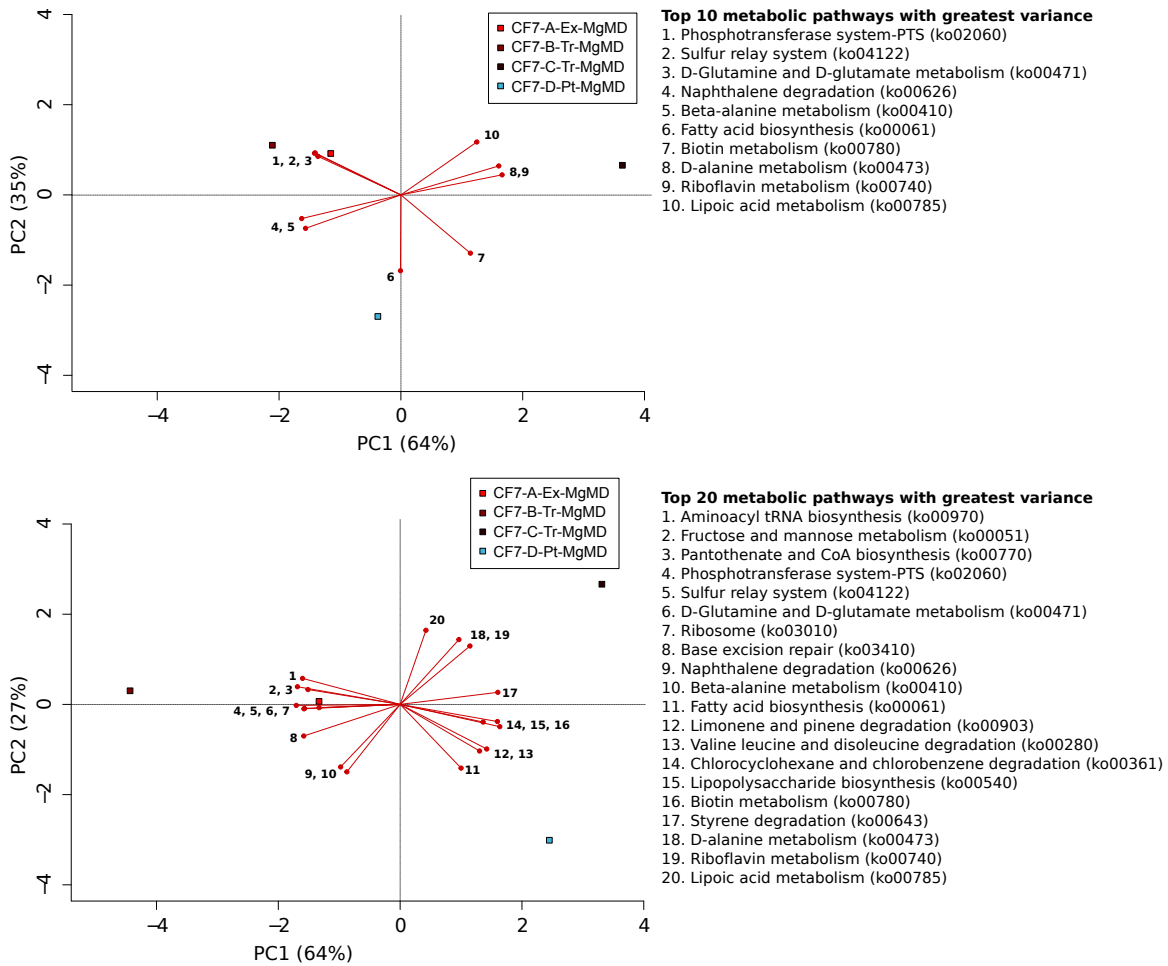 CF7-A-Ex-MgMD
CF7-B-Tr-MgMD
CF7-C-Tr-MgMD
CF7-D-Pt-MgMD
4
2
0
−2
−4
PC2 (35%)
1, 2, 3
4, 5
6
7
8,9
10
−4
−2
0
2
4
PC1 (64%)
Top 10 metabolic pathways with greatest variance
1. Phosphotransferase system-PTS (ko02060)
2. Sulfur relay system (ko04122)
3. D-Glutamine and D-glutamate metabolism (ko00471)
4. Naphthalene degradation (ko00626)
5. Beta-alanine metabolism (ko00410)
6. Fatty acid biosynthesis (ko00061)
7. Biotin metabolism (ko00780)
8. D-alanine metabolism (ko00473)
9. Riboflavin metabolism (ko00740)
10. Lipoic acid metabolism (ko00785)
CF7-A-Ex-MgMD
CF7-B-Tr-MgMD
CF7-C-Tr-MgMD
CF7-D-Pt-MgMD
4
2
0
−2
−4
PC2 (27%)
20
18, 19
1
2, 3
17
4, 5, 6, 7
14, 15, 16
8
12, 13
9, 10
11
−4
−2
0
2
4
PC1 (64%)
Top 20 metabolic pathways with greatest variance
1. Aminoacyl tRNA biosynthesis (ko00970)
2. Fructose and mannose metabolism (ko00051)
3. Pantothenate and CoA biosynthesis (ko00770)
4. Phosphotransferase system-PTS (ko02060)
5. Sulfur relay system (ko04122)
6. D-Glutamine and D-glutamate metabolism (ko00471)
7. Ribosome (ko03010)
8. Base excision repair (ko03410)
9. Naphthalene degradation (ko00626)
10. Beta-alanine metabolism (ko00410)
11. Fatty acid biosynthesis (ko00061)
12. Limonene and pinene degradation (ko00903)
13. Valine leucine and disoleucine degradation (ko00280)
14. Chlorocyclohexane and chlorobenzene degradation (ko00361)
15. Lipopolysaccharide biosynthesis (ko00540)
16. Biotin metabolism (ko00780)
17. Styrene degradation (ko00643)
18. D-alanine metabolism (ko00473)
19. Riboflavin metabolism (ko00740)
20. Lipoic acid metabolism (ko00785)